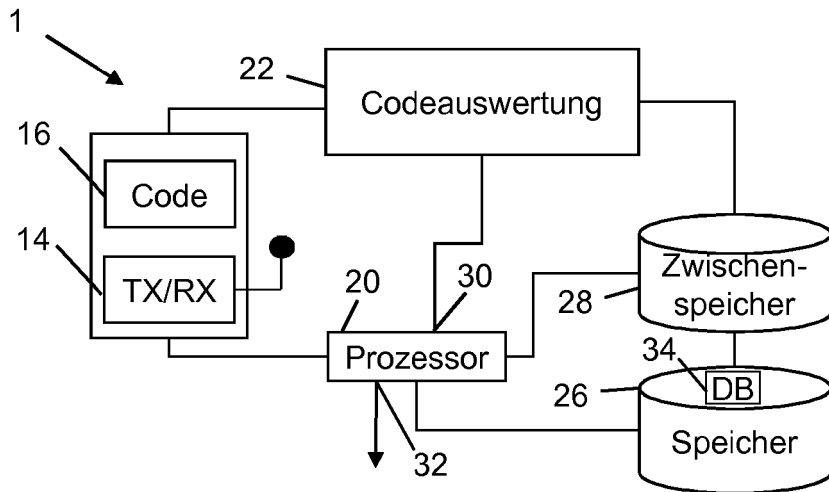 1
22
Codeauswertung
16
Code
14
TX/RX
20
30
Zwischen-
speicher
28
Prozessor
34
26
DB
32
Speicher